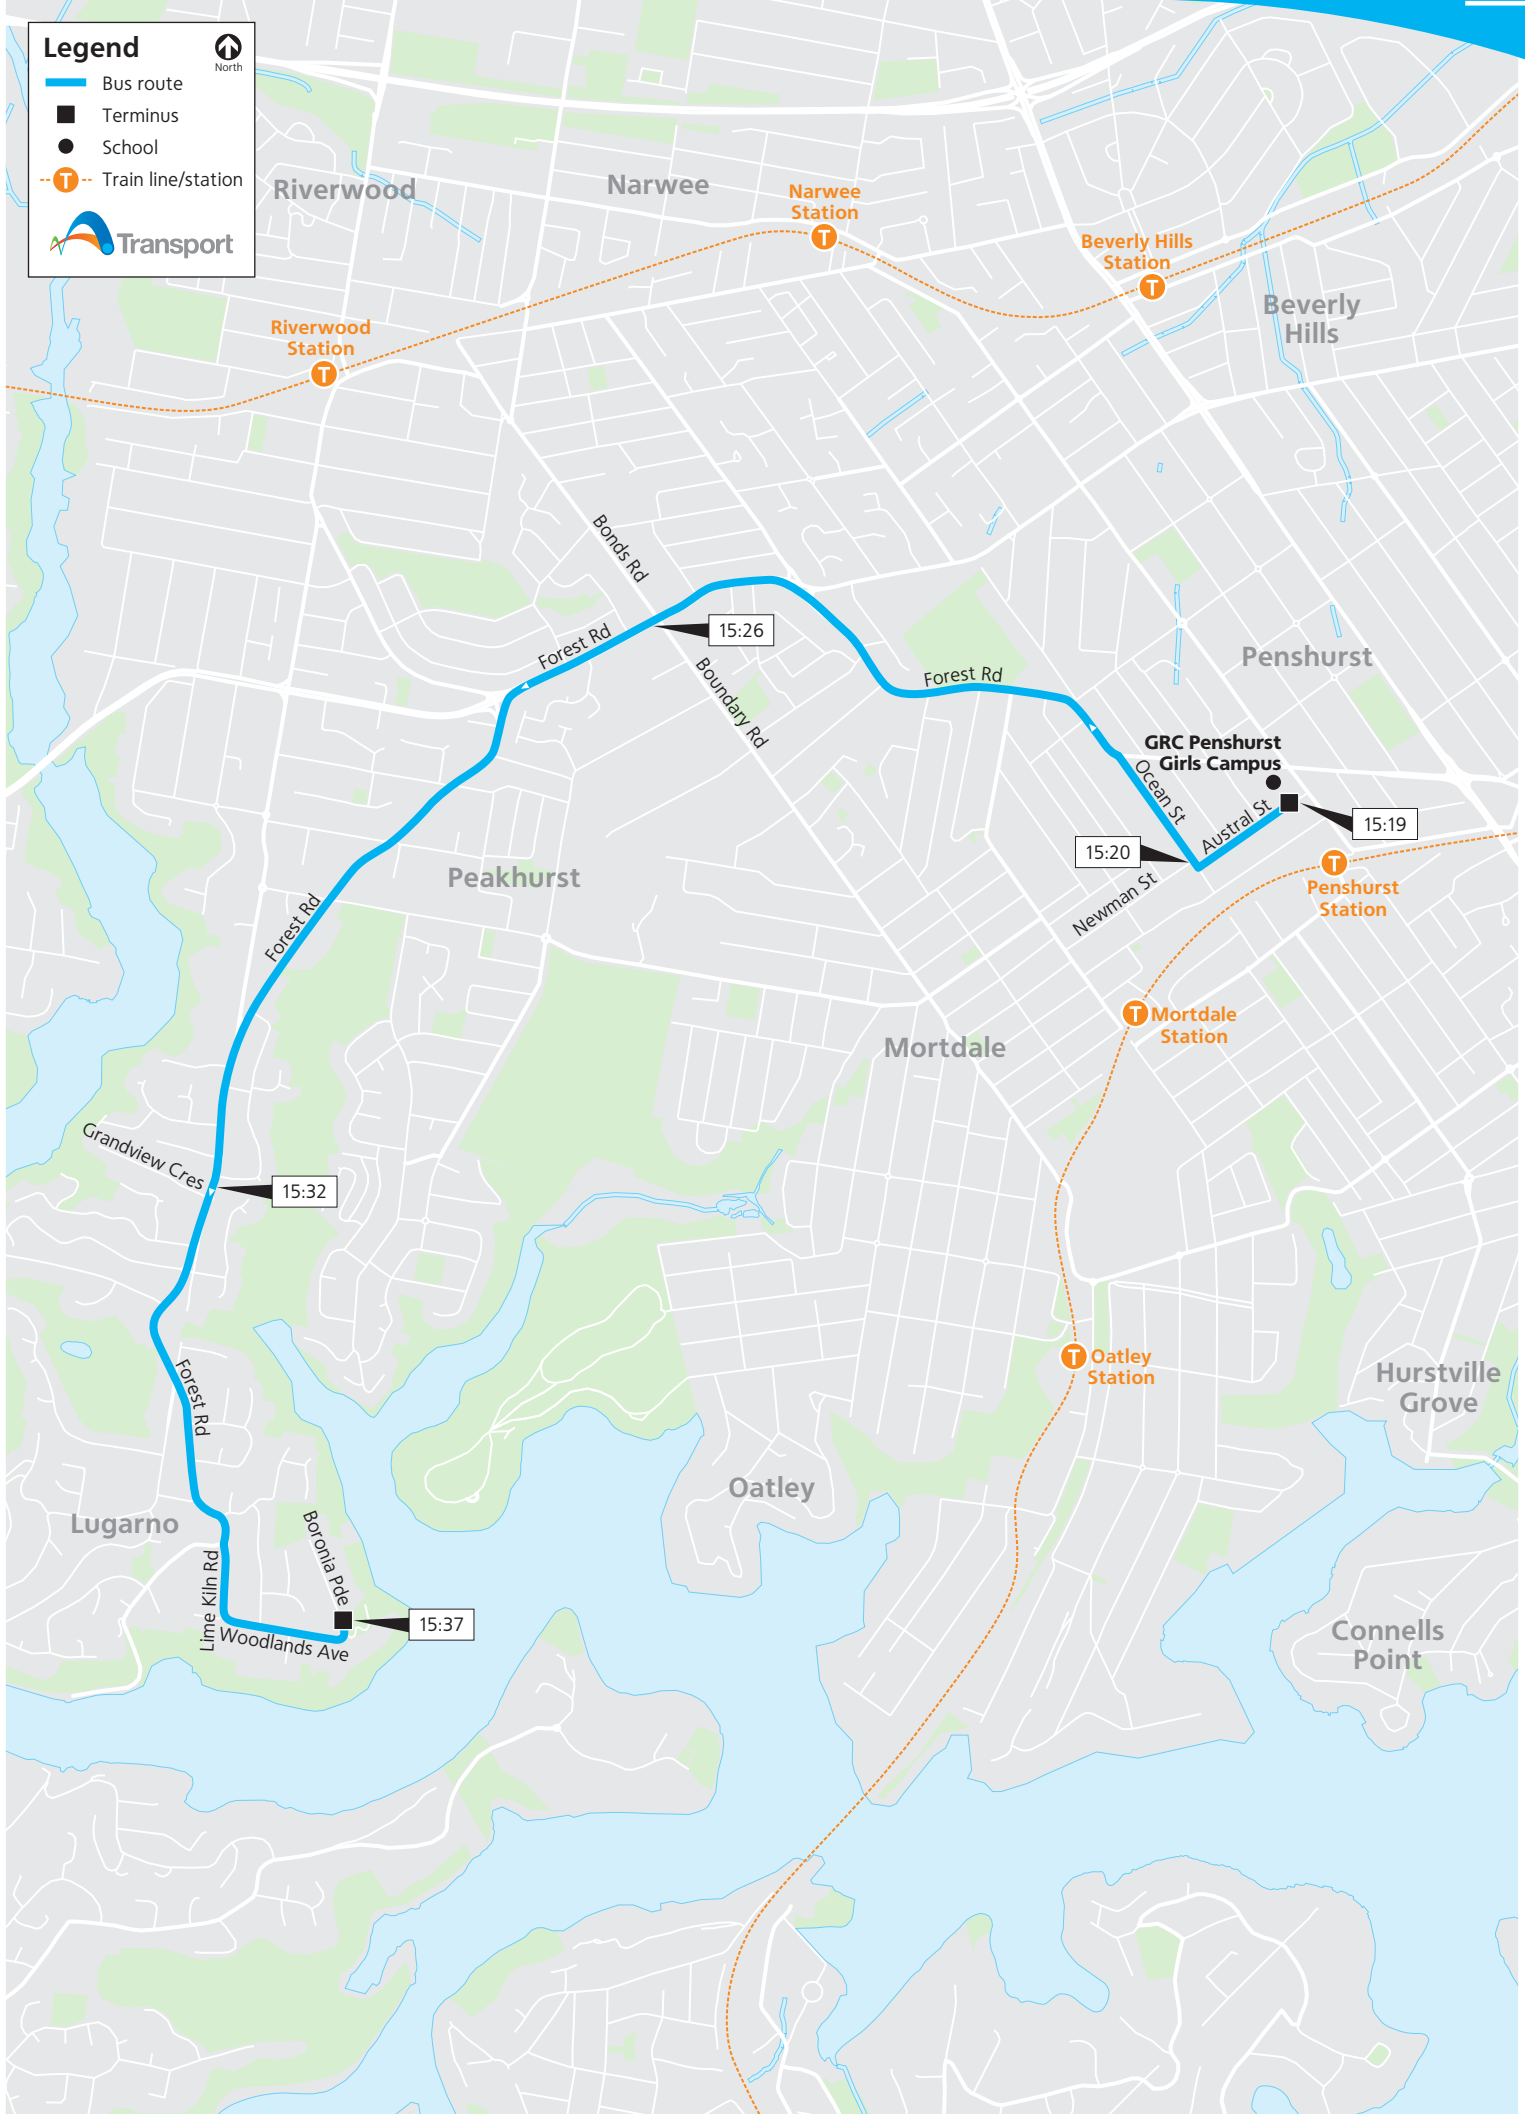 Legend
North
Bus route
Terminus
School
T
Train line/station
Transport
Riverwood
Narwee
Narwee
Station
T
Beverly Hills
Station
T
Beverly
Hills
Riverwood
Station
T
Bonds Rd
15:26
Forest Rd
Boundary Rd
Forest Rd
Penshurst
GRC Penshurst
Girls Campus
Ocean St
Austral St
15:19
15:20
Newman St
T
Penshurst
Station
Peakhurst
Forest Rd
T
Mortdale
Station
Mortdale
Grandview Cres
15:32
T
Oatley
Station
Forest Rd
Hurstville
Grove
Oatley
Lugarno
Boronia Pde
Lime Kiln Rd
15:37
Woodlands Ave
Connells
Point